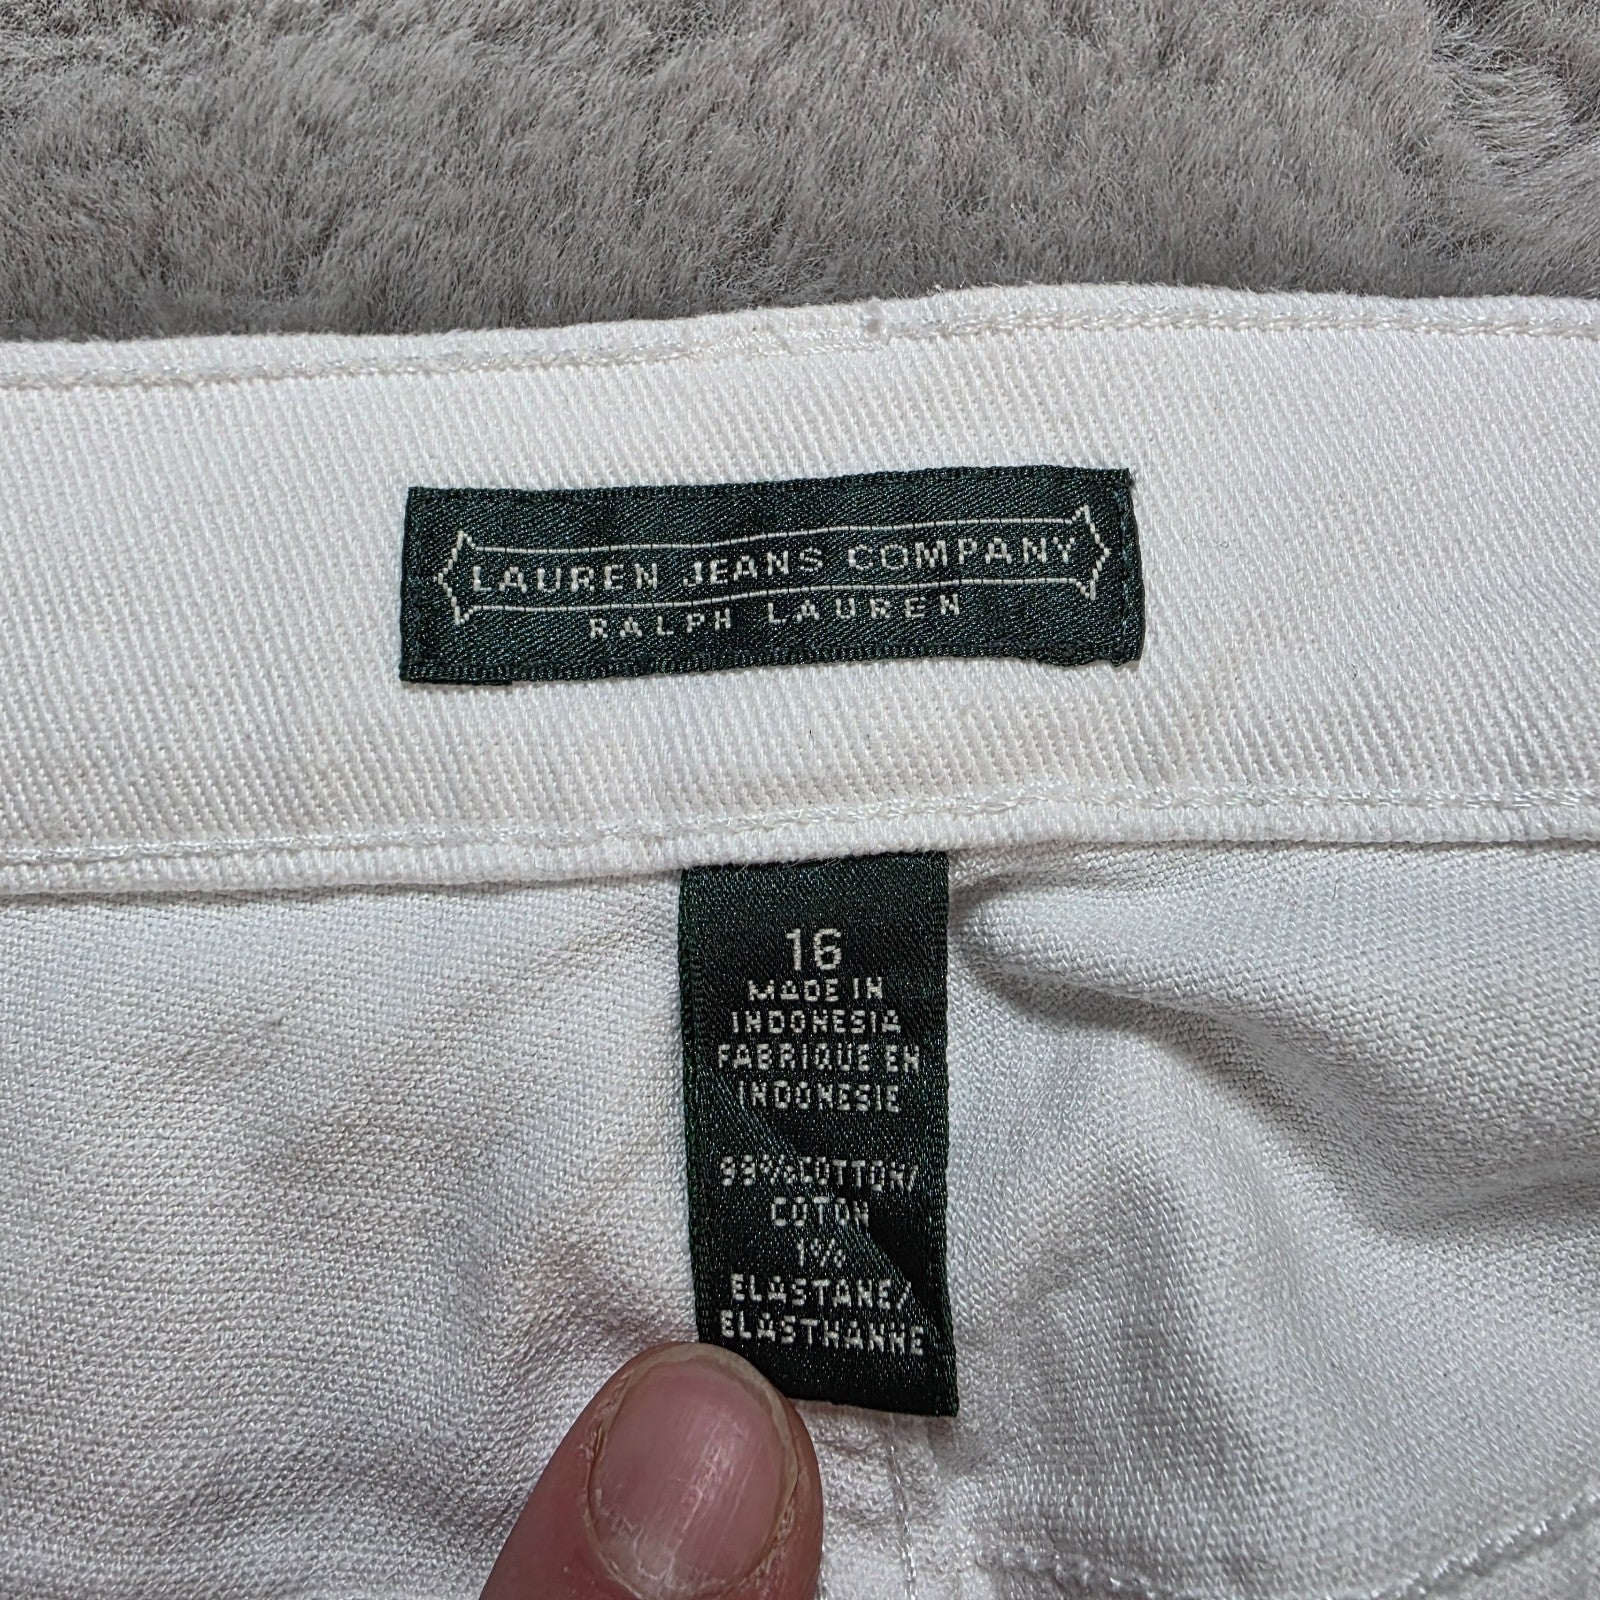 LAUREN JEANS COMPANY
RALPH LAUREN
16
MADE IN
INDONESIA
FABRIQUE EN
INDONESIE
99% COTTON/
COTON
1%
ELASTANE/
ELASTHANNE